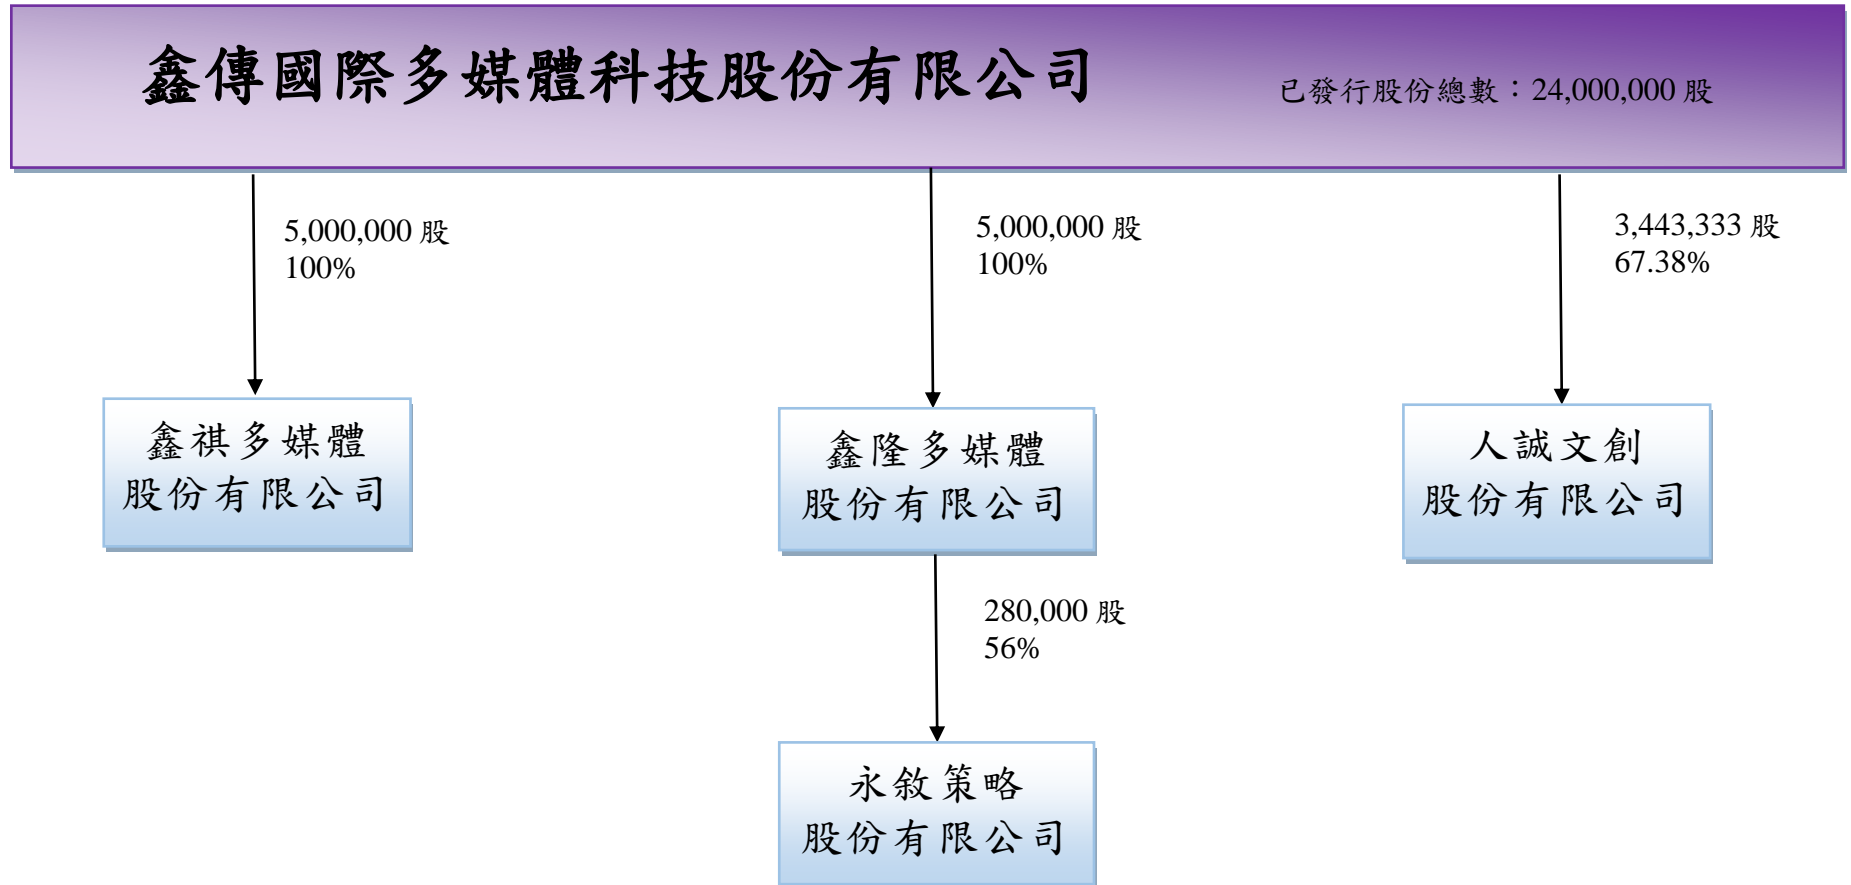 鑫傳國際多媒體科技股份有限公司
已發行股份總數：24,000,000 股
5,000,000 股
100%
5,000,000 股
100%
3,443,333 股
67.38%
鑫祺多媒體
股份有限公司
鑫隆多媒體
股份有限公司
人誠文創
股份有限公司
280,000 股
56%
永敘策略
股份有限公司